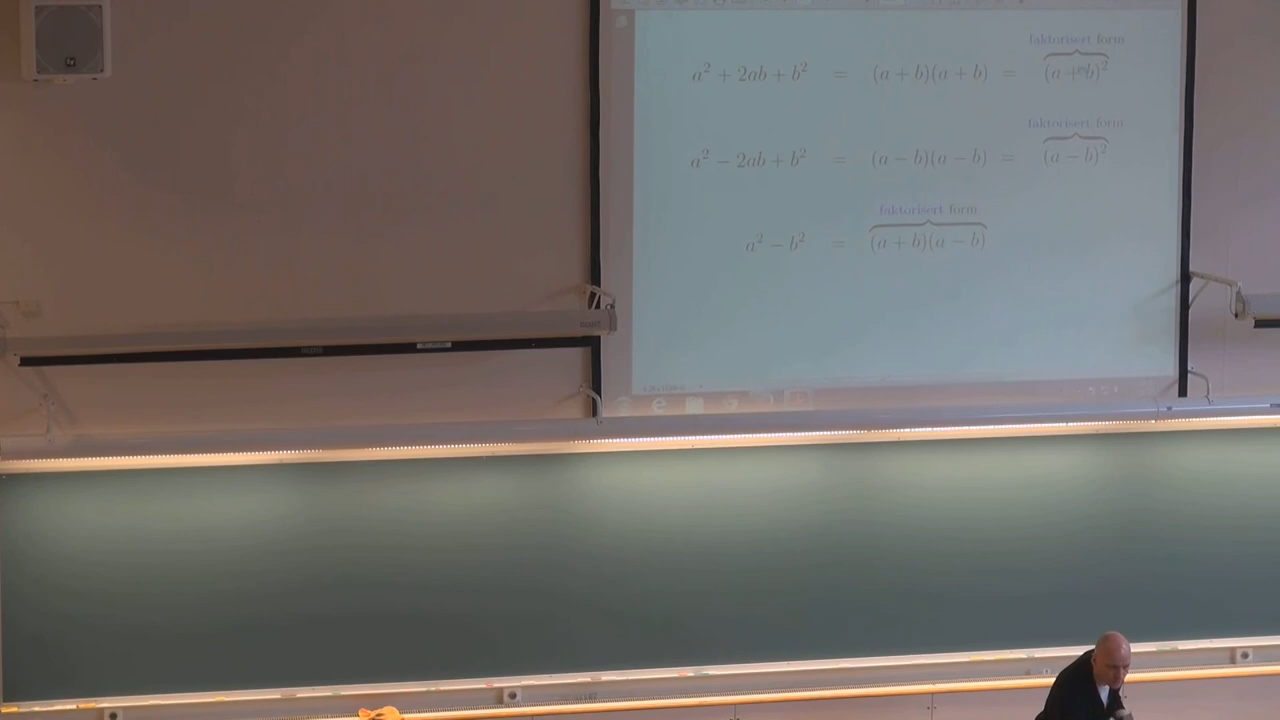 faktorisert form
a² + 2ab + b² = (a + b)(a + b) = (a + b)²
faktorisert form
a² − 2ab + b² = (a − b)(a − b) = (a − b)²
faktorisert form
a² − b² = (a + b)(a − b)